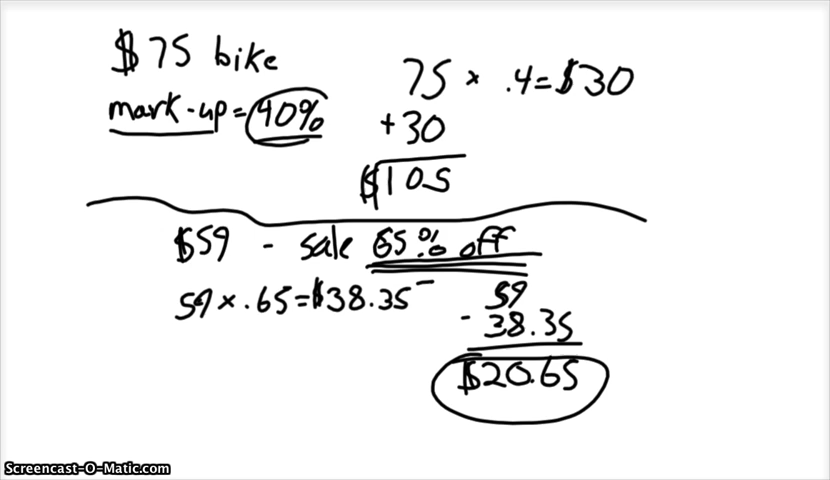 $75 bike
mark-up = 40%
75 × .4 = $30
+30
$105
$59 - sale 65% off
59 × .65 = $38.35 -
59
- 38.35
$20.65
Screencast-O-Matic.com